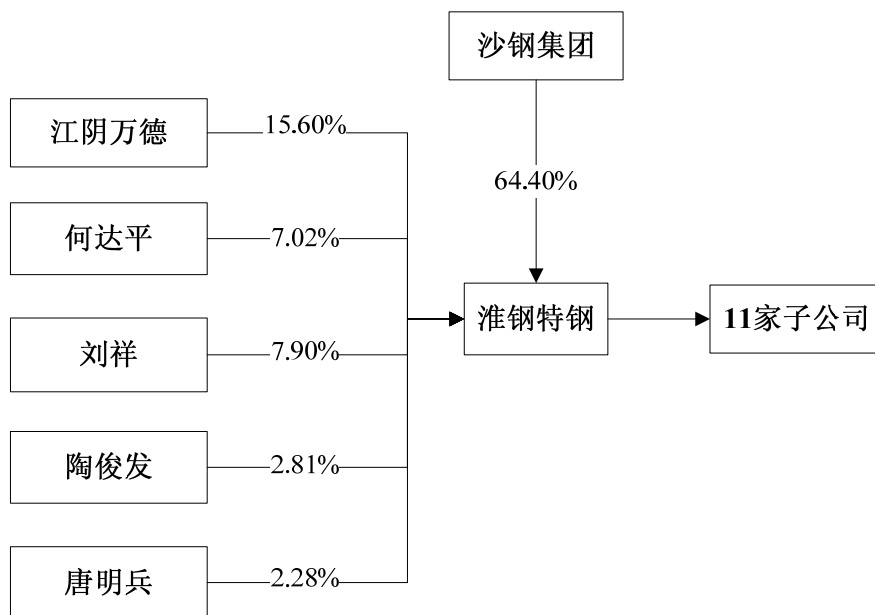 沙钢集团
江阴万德
15.60%
64.40%
何达平
7.02%
淮钢特钢
11家子公司
刘祥
7.90%
陶俊发
2.81%
唐明兵
2.28%